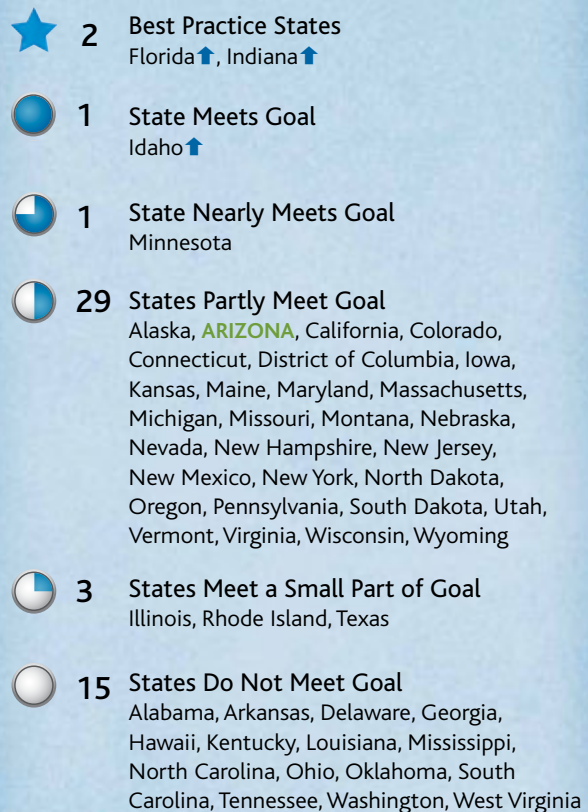 2 Best Practice States
Florida⬆, Indiana⬆
1 State Meets Goal
Idaho⬆
1 State Nearly Meets Goal
Minnesota
29 States Partly Meet Goal
Alaska, ARIZONA, California, Colorado,
Connecticut, District of Columbia, Iowa,
Kansas, Maine, Maryland, Massachusetts,
Michigan, Missouri, Montana, Nebraska,
Nevada, New Hampshire, New Jersey,
New Mexico, New York, North Dakota,
Oregon, Pennsylvania, South Dakota, Utah,
Vermont, Virginia, Wisconsin, Wyoming
3 States Meet a Small Part of Goal
Illinois, Rhode Island, Texas
15 States Do Not Meet Goal
Alabama, Arkansas, Delaware, Georgia,
Hawaii, Kentucky, Louisiana, Mississippi,
North Carolina, Ohio, Oklahoma, South
Carolina, Tennessee, Washington, West Virginia